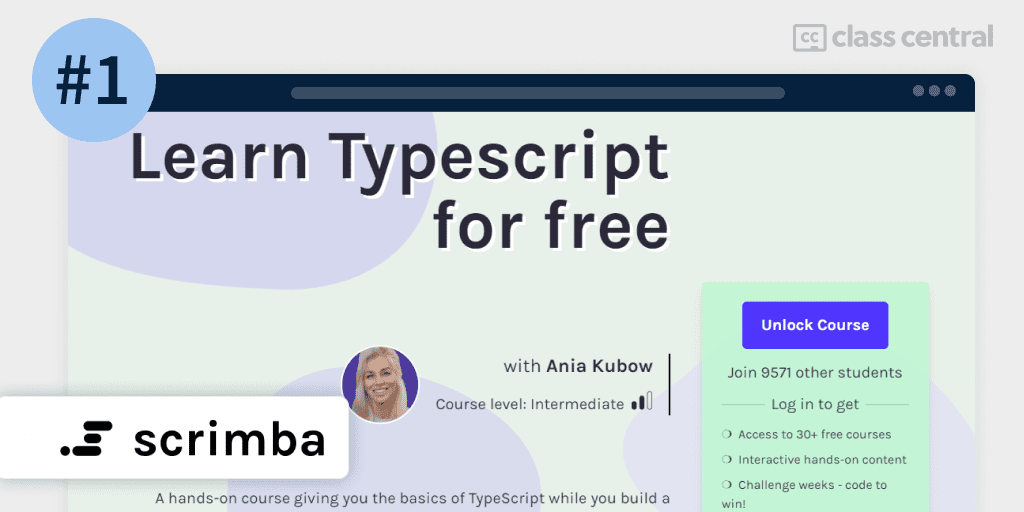 #1
class central
Learn Typescript
for free
Unlock Course
with Ania Kubow
Join 9571 other students
Course level: Intermediate
Log in to get
Access to 30+ free courses
scrimba
Interactive hands-on content
Challenge weeks - code to
win!
A hands-on course giving you the basics of TypeScript while you build a